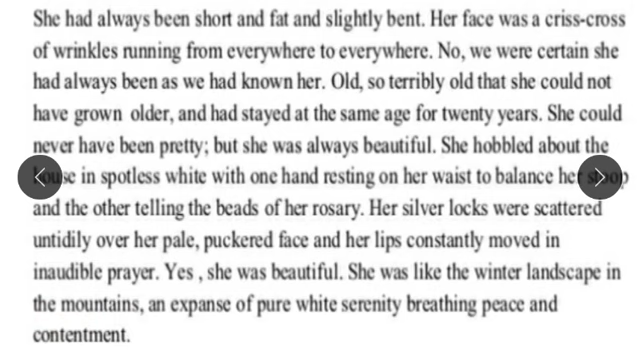 She had always been short and fat and slightly bent. Her face was a criss-cross
of wrinkles running from everywhere to everywhere. No, we were certain she
had always been as we had known her. Old, so terribly old that she could not
have grown older, and had stayed at the same age for twenty years. She could
never have been pretty; but she was always beautiful. She hobbled about the
house in spotless white with one hand resting on her waist to balance her stoop
and the other telling the beads of her rosary. Her silver locks were scattered
untidily over her pale, puckered face and her lips constantly moved in
inaudible prayer. Yes , she was beautiful. She was like the winter landscape in
the mountains, an expanse of pure white serenity breathing peace and
contentment.